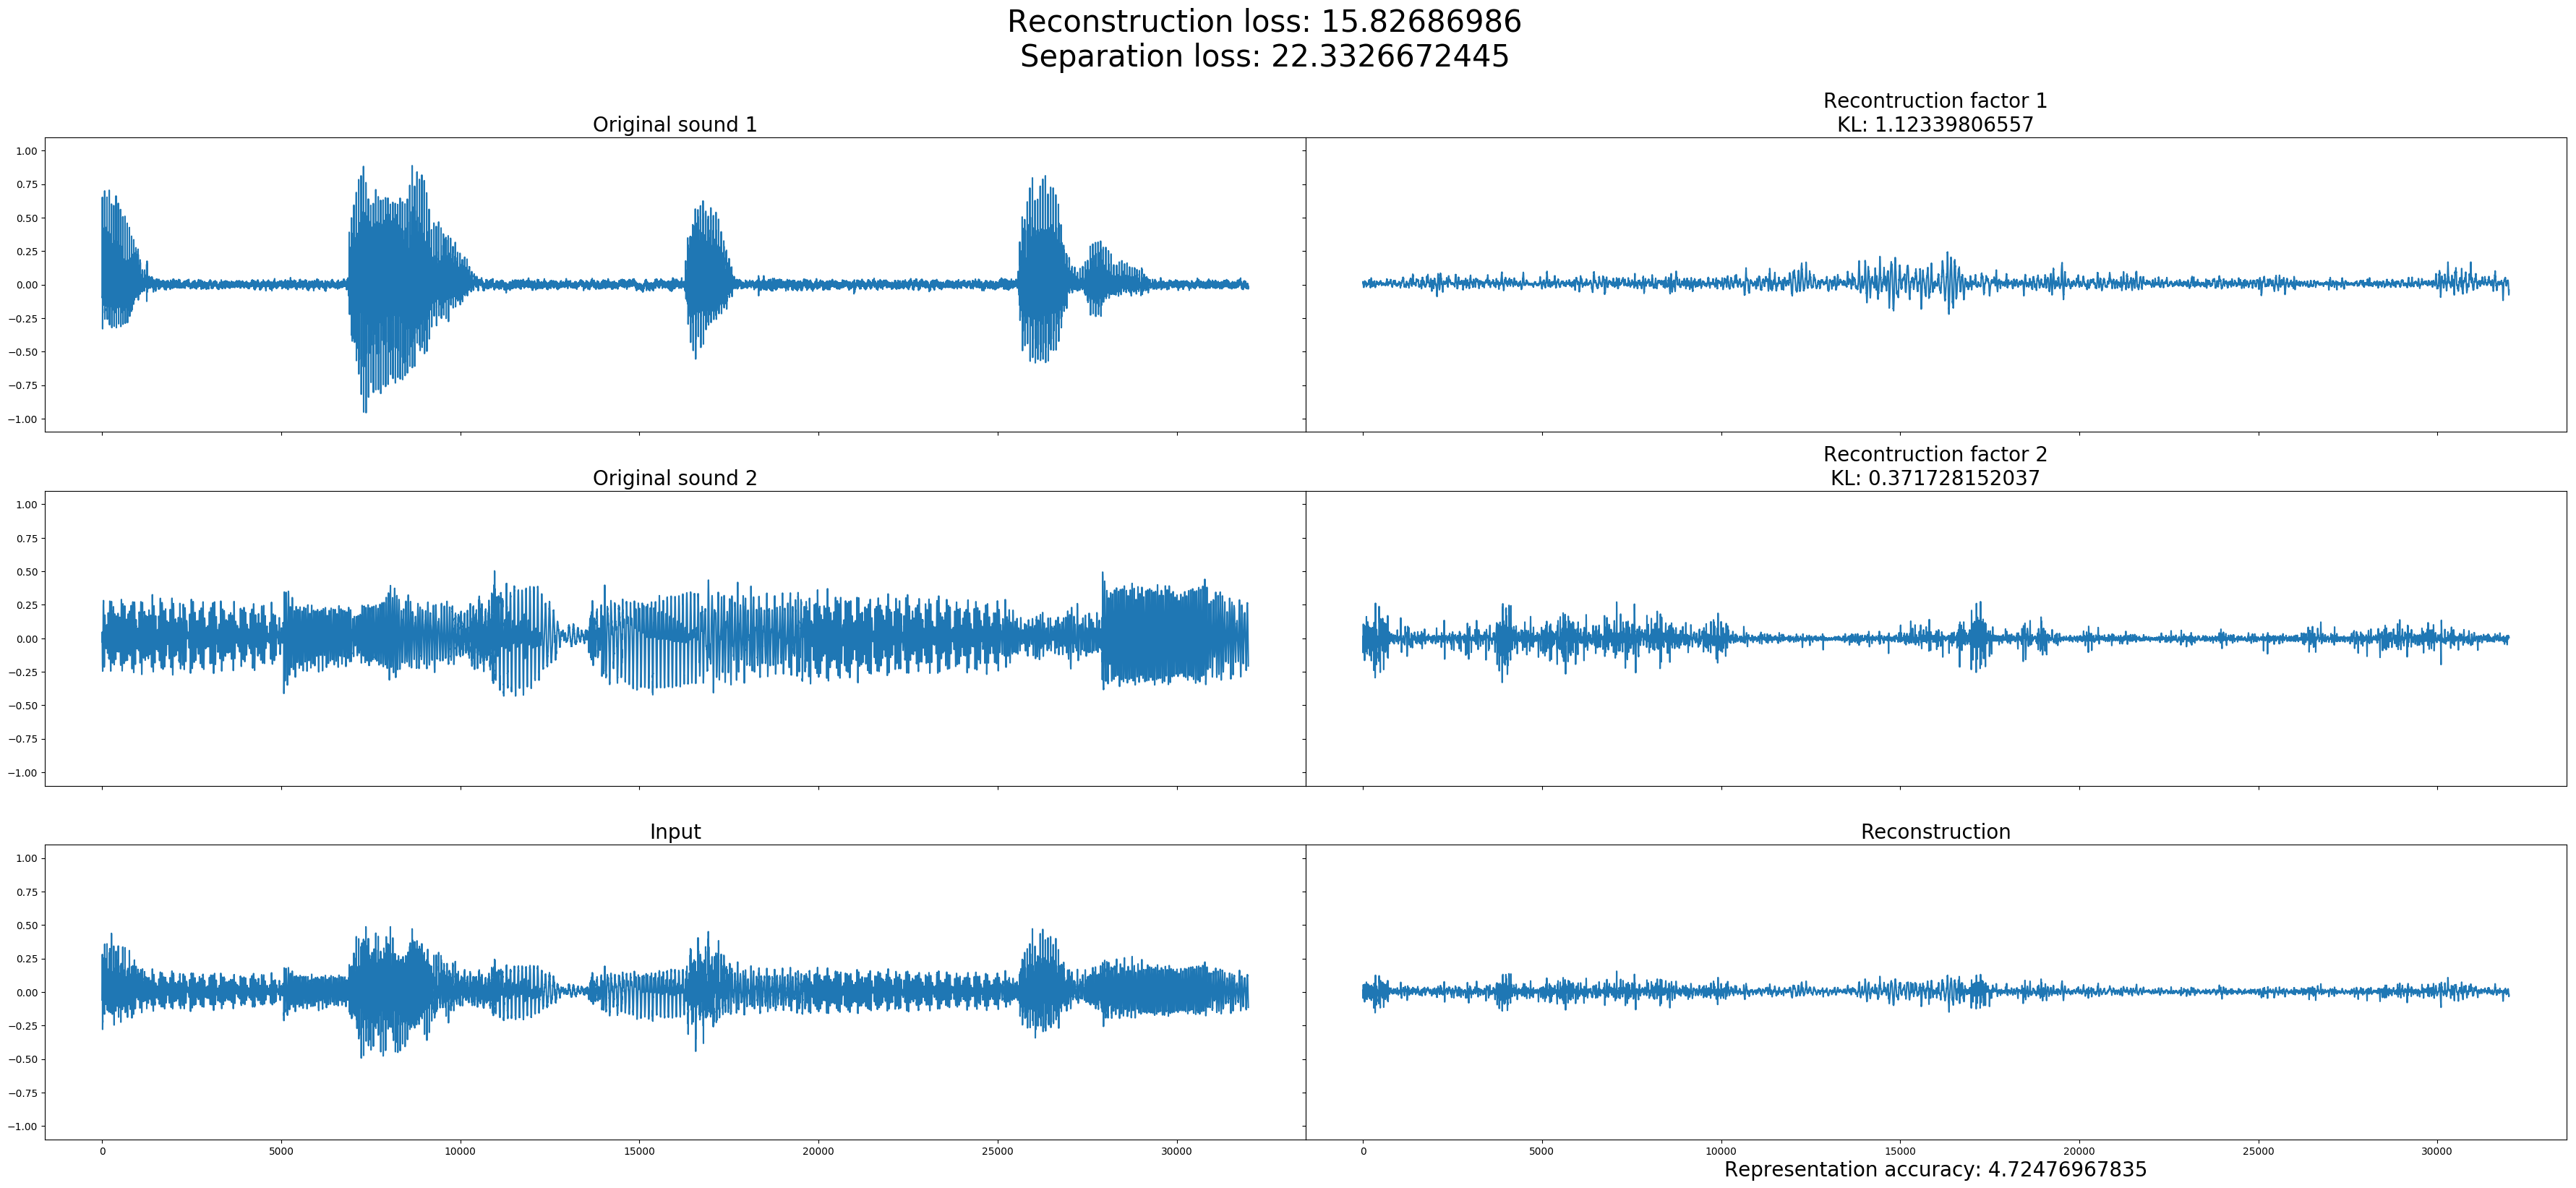 Reconstruction loss: 15.82686986
Separation loss: 22.3326672445
Original sound 1
Recontruction factor 1
KL: 1.12339806557
1.00
0.75
0.50
0.25
0.00
−0.25
−0.50
−0.75
−1.00
Original sound 2
Recontruction factor 2
KL: 0.371728152037
1.00
0.75
0.50
0.25
0.00
−0.25
−0.50
−0.75
−1.00
Input
Reconstruction
1.00
0.75
0.50
0.25
0.00
−0.25
−0.50
−0.75
−1.00
0 5000 10000 15000 20000 25000 30000
0 5000 10000 15000 20000 25000 30000
Representation accuracy: 4.72476967835